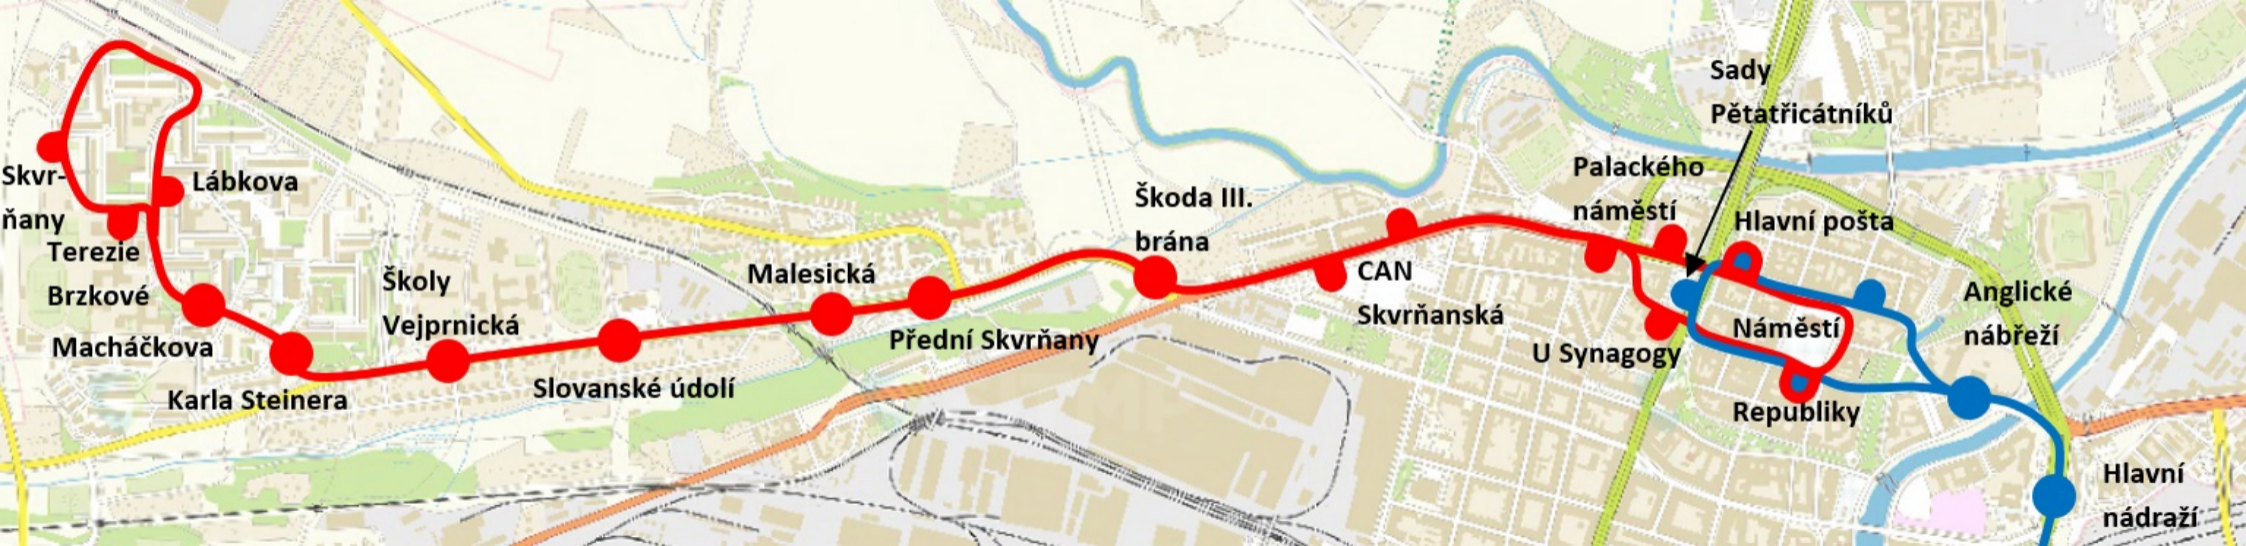 Skvr-
ňany
Lábkova
Terezie
Brzkové
Macháčkova
Karla Steinera
Školy
Vejprnická
Slovanské údolí
Malesická
Přední Skvrňany
Škoda III.
brána
CAN
Skvrňanská
Palackého
náměstí
Sady
Pětatřicátníků
Hlavní pošta
U Synagogy
Náměstí
Republiky
Anglické
nábřeží
Hlavní
nádraží